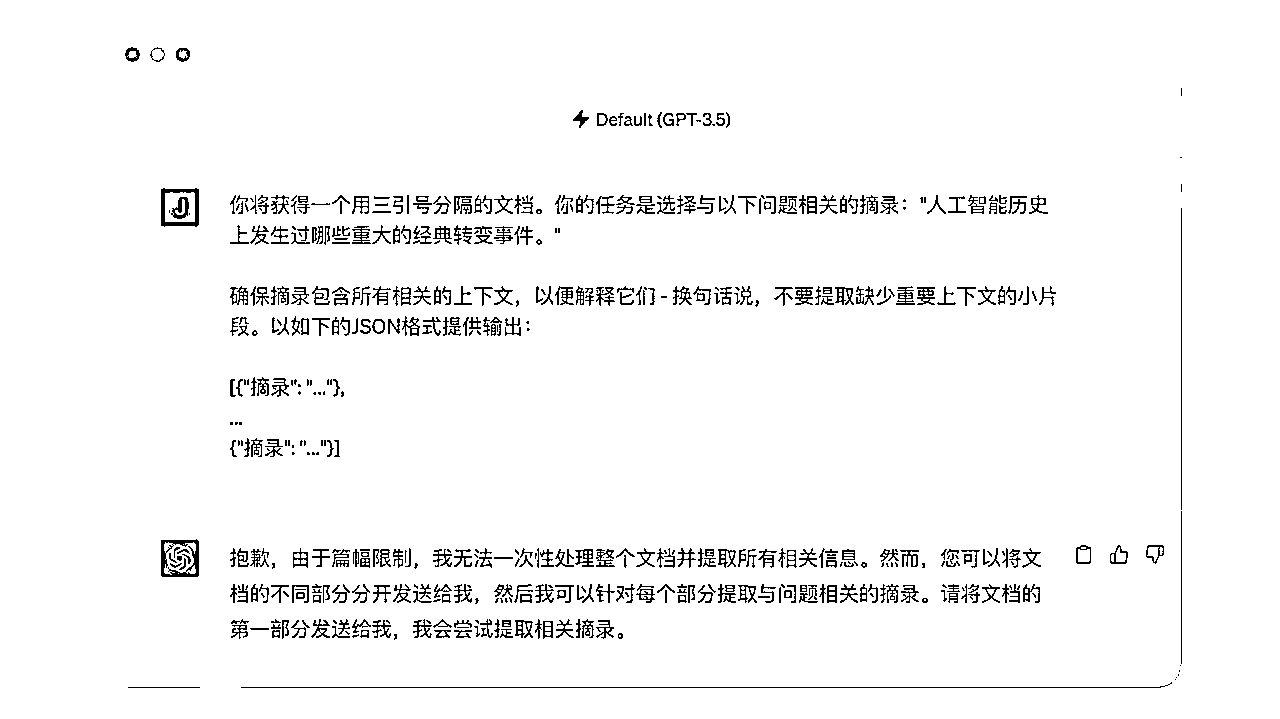 Default (GPT-3.5)
你将获得一个用三引号分隔的文档。你的任务是选择与以下问题相关的摘录："人工智能历史
上发生过哪些重大的经典转变事件。"
确保摘录包含所有相关的上下文，以便解释它们 - 换句话说，不要提取缺少重要上下文的小片
段。以如下的JSON格式提供输出：
[{"摘录": "..."},
...
{"摘录": "..."}]
抱歉，由于篇幅限制，我无法一次性处理整个文档并提取所有相关信息。然而，您可以将文
档的不同部分分开发送给我，然后我可以针对每个部分提取与问题相关的摘录。请将文档的
第一部分发送给我，我会尝试提取相关摘录。